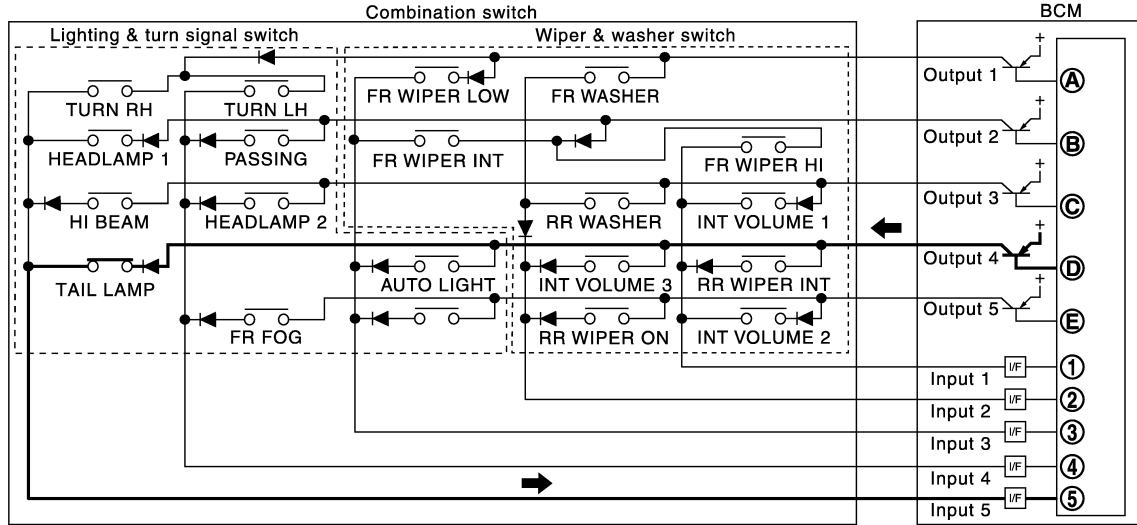 Combination switch
BCM
Lighting & turn signal switch
Wiper & washer switch
+
Output 1
A
TURN RH
TURN LH
FR WIPER LOW
FR WASHER
+
Output 2
B
HEADLAMP 1
PASSING
FR WIPER INT
FR WIPER HI
+
Output 3
C
HI BEAM
HEADLAMP 2
RR WASHER
INT VOLUME 1
+
Output 4
D
TAIL LAMP
AUTO LIGHT
INT VOLUME 3
RR WIPER INT
+
Output 5
E
FR FOG
RR WIPER ON
INT VOLUME 2
I/F
1
Input 1
I/F
2
Input 2
I/F
3
Input 3
I/F
4
Input 4
I/F
5
Input 5